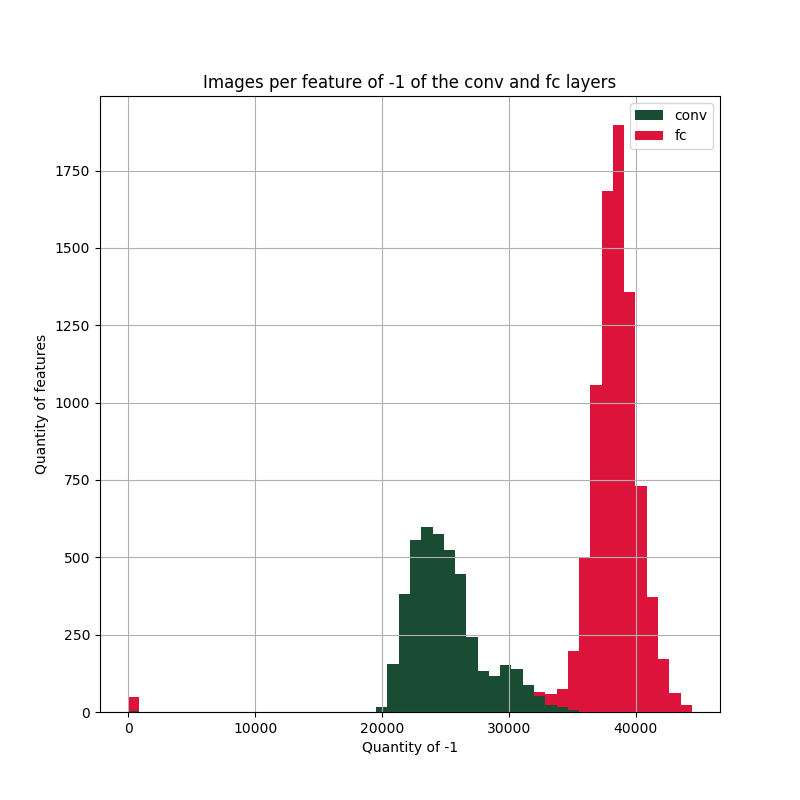 Images per feature of -1 of the conv and fc layers
conv
fc
Quantity of features
1750
1500
1250
1000
750
500
250
0
0 10000 20000 30000 40000
Quantity of -1